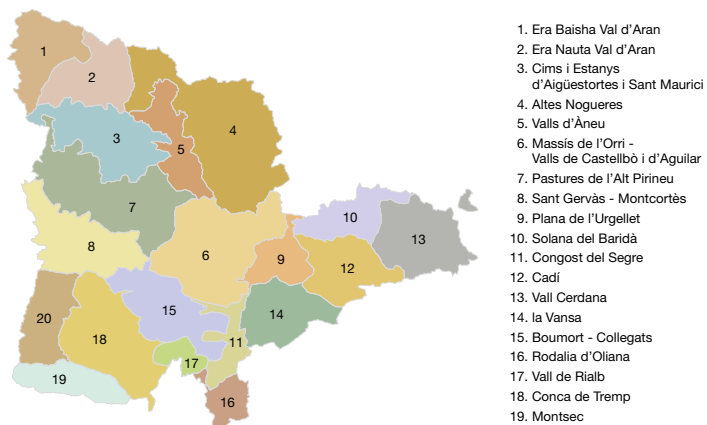 1
2
3
4
5
7
6
8
9
10
12
13
14
15
11
20
18
17
19
16
1. Era Baisha Val d'Aran
2. Era Nauta Val d'Aran
3. Cims i Estanys
d'Aigüestortes i Sant Maurici
4. Altes Nogueres
5. Valls d'Àneu
6. Massís de l'Orri -
Valls de Castellbò i d'Aguilar
7. Pastures de l'Alt Pirineu
8. Sant Gervàs - Montcortès
9. Plana de l'Urgellet
10. Solana del Baridà
11. Congost del Segre
12. Cadí
13. Vall Cerdana
14. la Vansa
15. Boumort - Collegats
16. Rodalia d'Oliana
17. Vall de Rialb
18. Conca de Tremp
19. Montsec